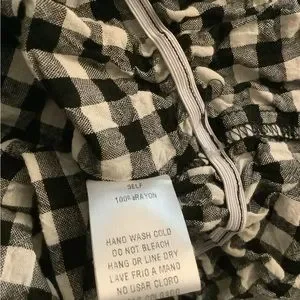 SELF
100% RAYON
HAND WASH COLD
DO NOT BLEACH
HANG OR LINE DRY
LAVE FRIO A MANO
NO USAR CLORO